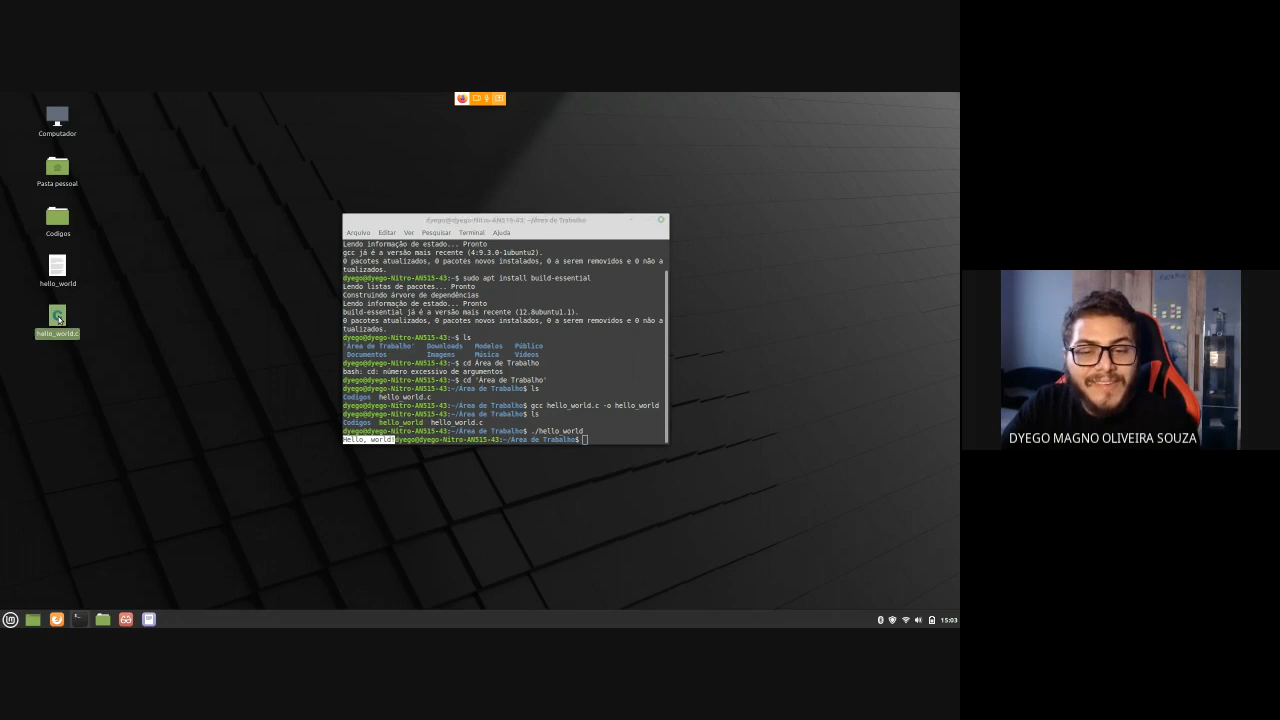 Computador
Pasta pessoal
Codigos
hello_world
hello_world.c
dyego@dyego-Nitro-AN515-43: ~/Área de Trabalho
Arquivo Editar Ver Pesquisar Terminal Ajuda
Lendo informação de estado... Pronto
gcc já é a versão mais recente (4:9.3.0-1ubuntu2).
0 pacotes atualizados, 0 pacotes novos instalados, 0 a serem removidos e 0 não a
tualizados.
dyego@dyego-Nitro-AN515-43:~$ sudo apt install build-essential
Lendo listas de pacotes... Pronto
Construindo árvore de dependências
Lendo informação de estado... Pronto
build-essential já é a versão mais recente (12.8ubuntu1.1).
0 pacotes atualizados, 0 pacotes novos instalados, 0 a serem removidos e 0 não a
tualizados.
dyego@dyego-Nitro-AN515-43:~$ ls
'Área de Trabalho' Downloads Modelos Público
Documentos Imagens Música Vídeos
dyego@dyego-Nitro-AN515-43:~$ cd Área de Trabalho
bash: cd: número excessivo de argumentos
dyego@dyego-Nitro-AN515-43:~$ cd 'Área de Trabalho'
dyego@dyego-Nitro-AN515-43:~/Área de Trabalho$ ls
Codigos hello_world.c
dyego@dyego-Nitro-AN515-43:~/Área de Trabalho$ gcc hello_world.c -o hello_world
dyego@dyego-Nitro-AN515-43:~/Área de Trabalho$ ls
Codigos hello_world hello_world.c
dyego@dyego-Nitro-AN515-43:~/Área de Trabalho$ ./hello_world
Hello, world!dyego@dyego-Nitro-AN515-43:~/Área de Trabalho$
15:03
DYEGO MAGNO OLIVEIRA SOUZA